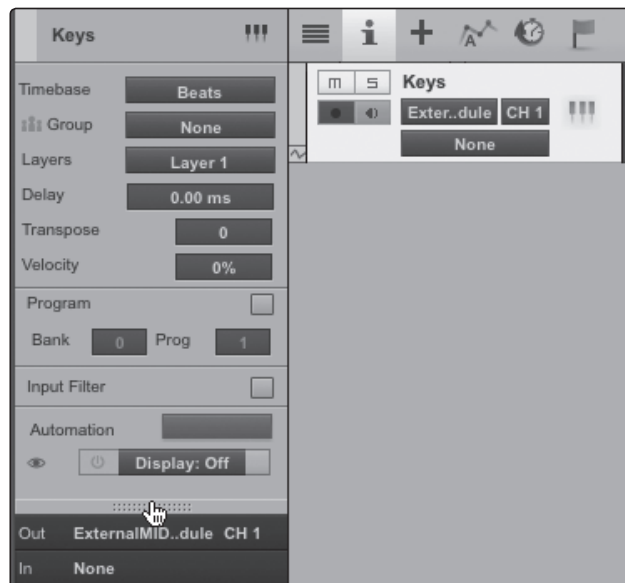 Keys
Timebase Beats
Group None
Layers Layer 1
Delay 0.00 ms
Transpose 0
Velocity 0%
Program
Bank 0 Prog 1
Input Filter
Automation
Display: Off
Out ExternalMID..dule CH 1
In None
i + A
m S Keys
Exter..dule CH 1
None